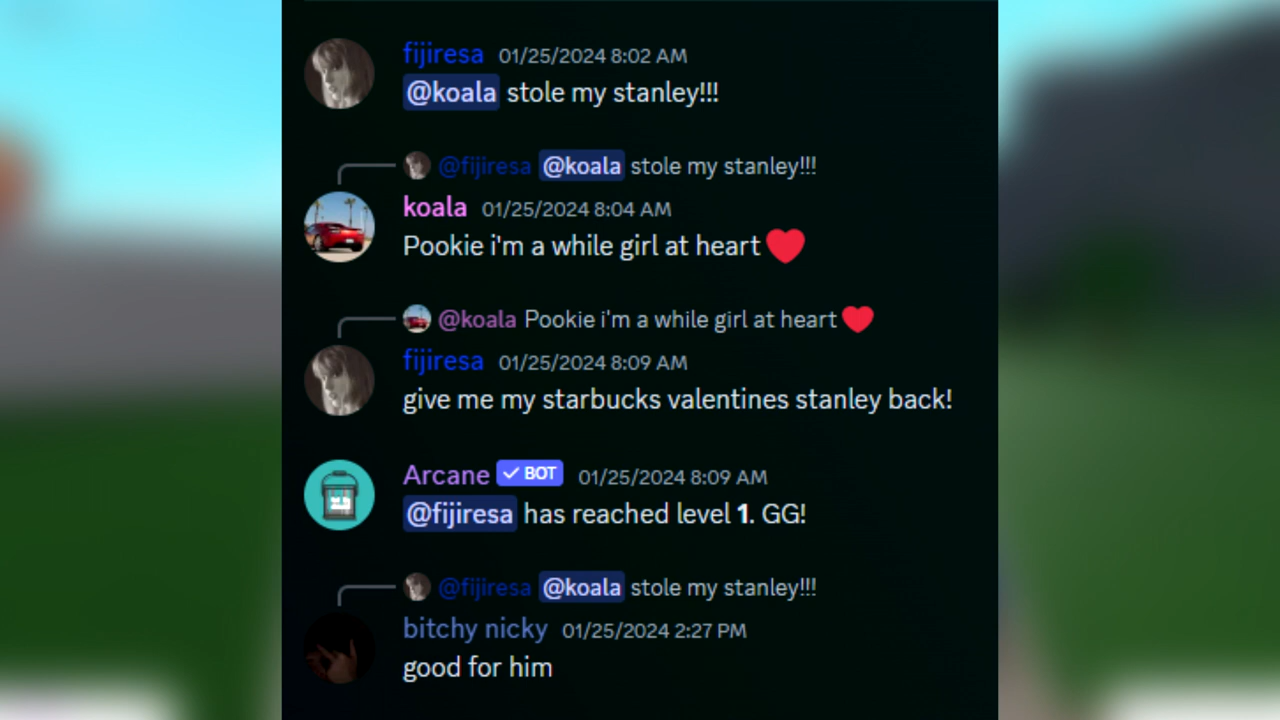 fijiresa 01/25/2024 8:02 AM
@koala stole my stanley!!!
@fijiresa @koala stole my stanley!!!
koala 01/25/2024 8:04 AM
Pookie i'm a while girl at heart ❤️
@koala Pookie i'm a while girl at heart ❤️
fijiresa 01/25/2024 8:09 AM
give me my starbucks valentines stanley back!
Arcane ✓ BOT 01/25/2024 8:09 AM
@fijiresa has reached level 1. GG!
@fijiresa @koala stole my stanley!!!
bitchy nicky 01/25/2024 2:27 PM
good for him